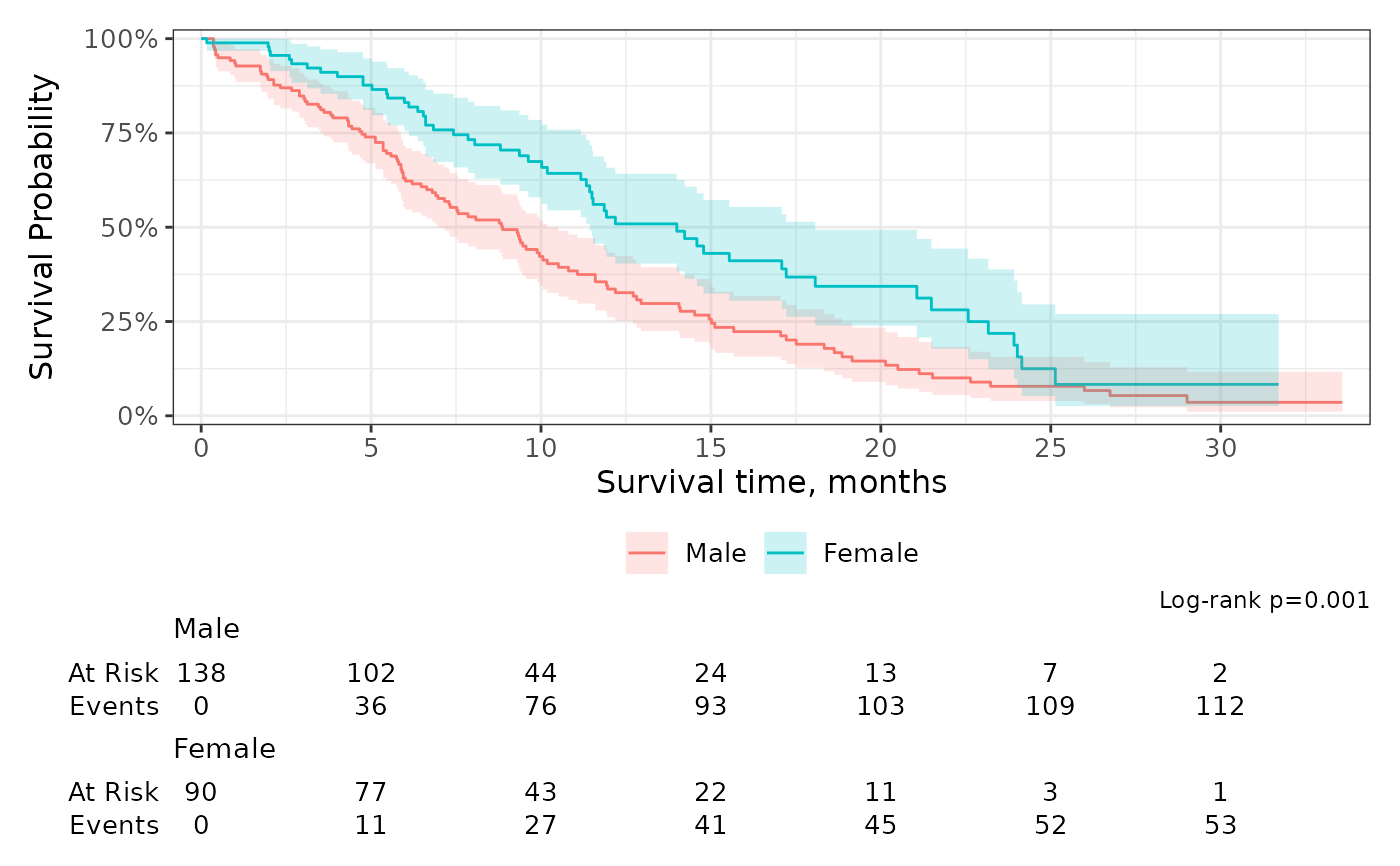 Survival Probability
100%
75%
50%
25%
0%
0 5 10 15 20 25 30
Survival time, months
Male Female
Log-rank p=0.001
Male
At Risk 138 102 44 24 13 7 2
Events 0 36 76 93 103 109 112
Female
At Risk 90 77 43 22 11 3 1
Events 0 11 27 41 45 52 53